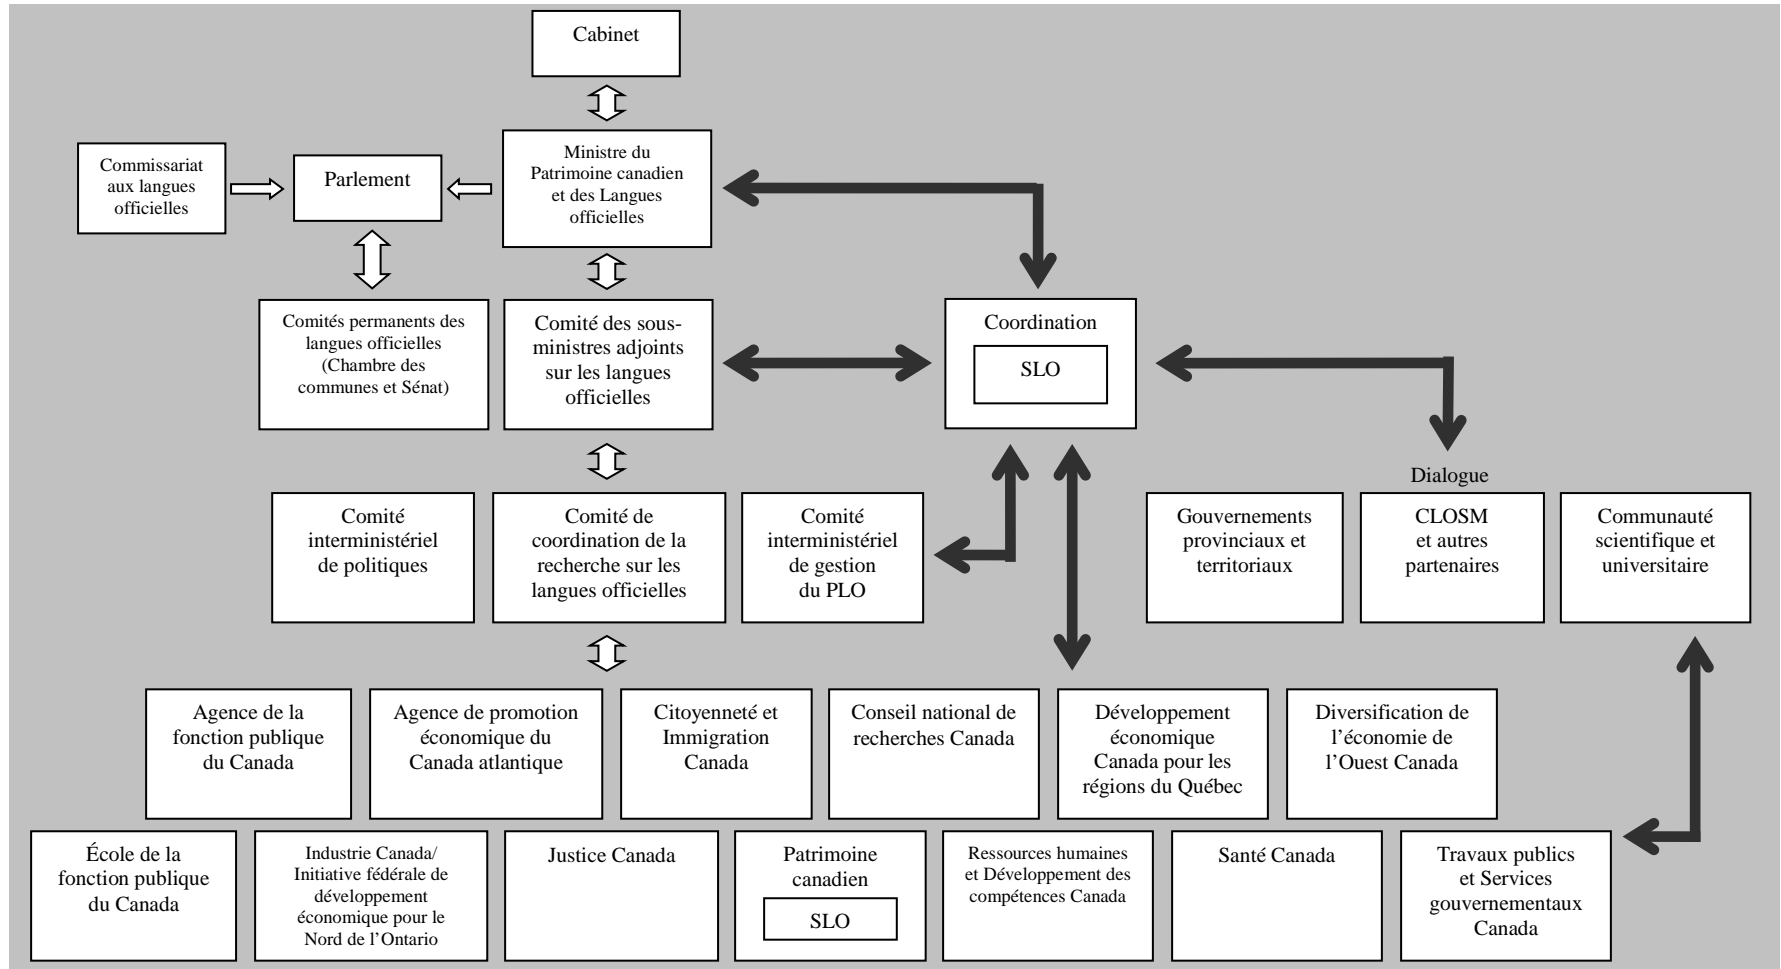 Cabinet
Commissariat
aux langues
officielles
Parlement
Ministre du
Patrimoine canadien
et des Langues
officielles
Comités permanents des
langues officielles
(Chambre des
communes et Sénat)
Comité des sous-
ministres adjoints
sur les langues
officielles
Coordination
SLO
Dialogue
Comité
interministériel
de politiques
Comité de
coordination de la
recherche sur les
langues officielles
Comité
interministériel
de gestion
du PLO
Gouvernements
provinciaux et
territoriaux
CLOSM
et autres
partenaires
Communauté
scientifique et
universitaire
Agence de la
fonction publique
du Canada
Agence de promotion
économique du
Canada atlantique
Citoyenneté et
Immigration
Canada
Conseil national de
recherches Canada
Développement
économique
Canada pour les
régions du Québec
Diversification de
l’économie de
l’Ouest Canada
École de la
fonction publique
du Canada
Industrie Canada/
Initiative fédérale de
développement
économique pour le
Nord de l’Ontario
Justice Canada
Patrimoine
canadien
SLO
Ressources humaines
et Développement des
compétences Canada
Santé Canada
Travaux publics
et Services
gouvernementaux
Canada